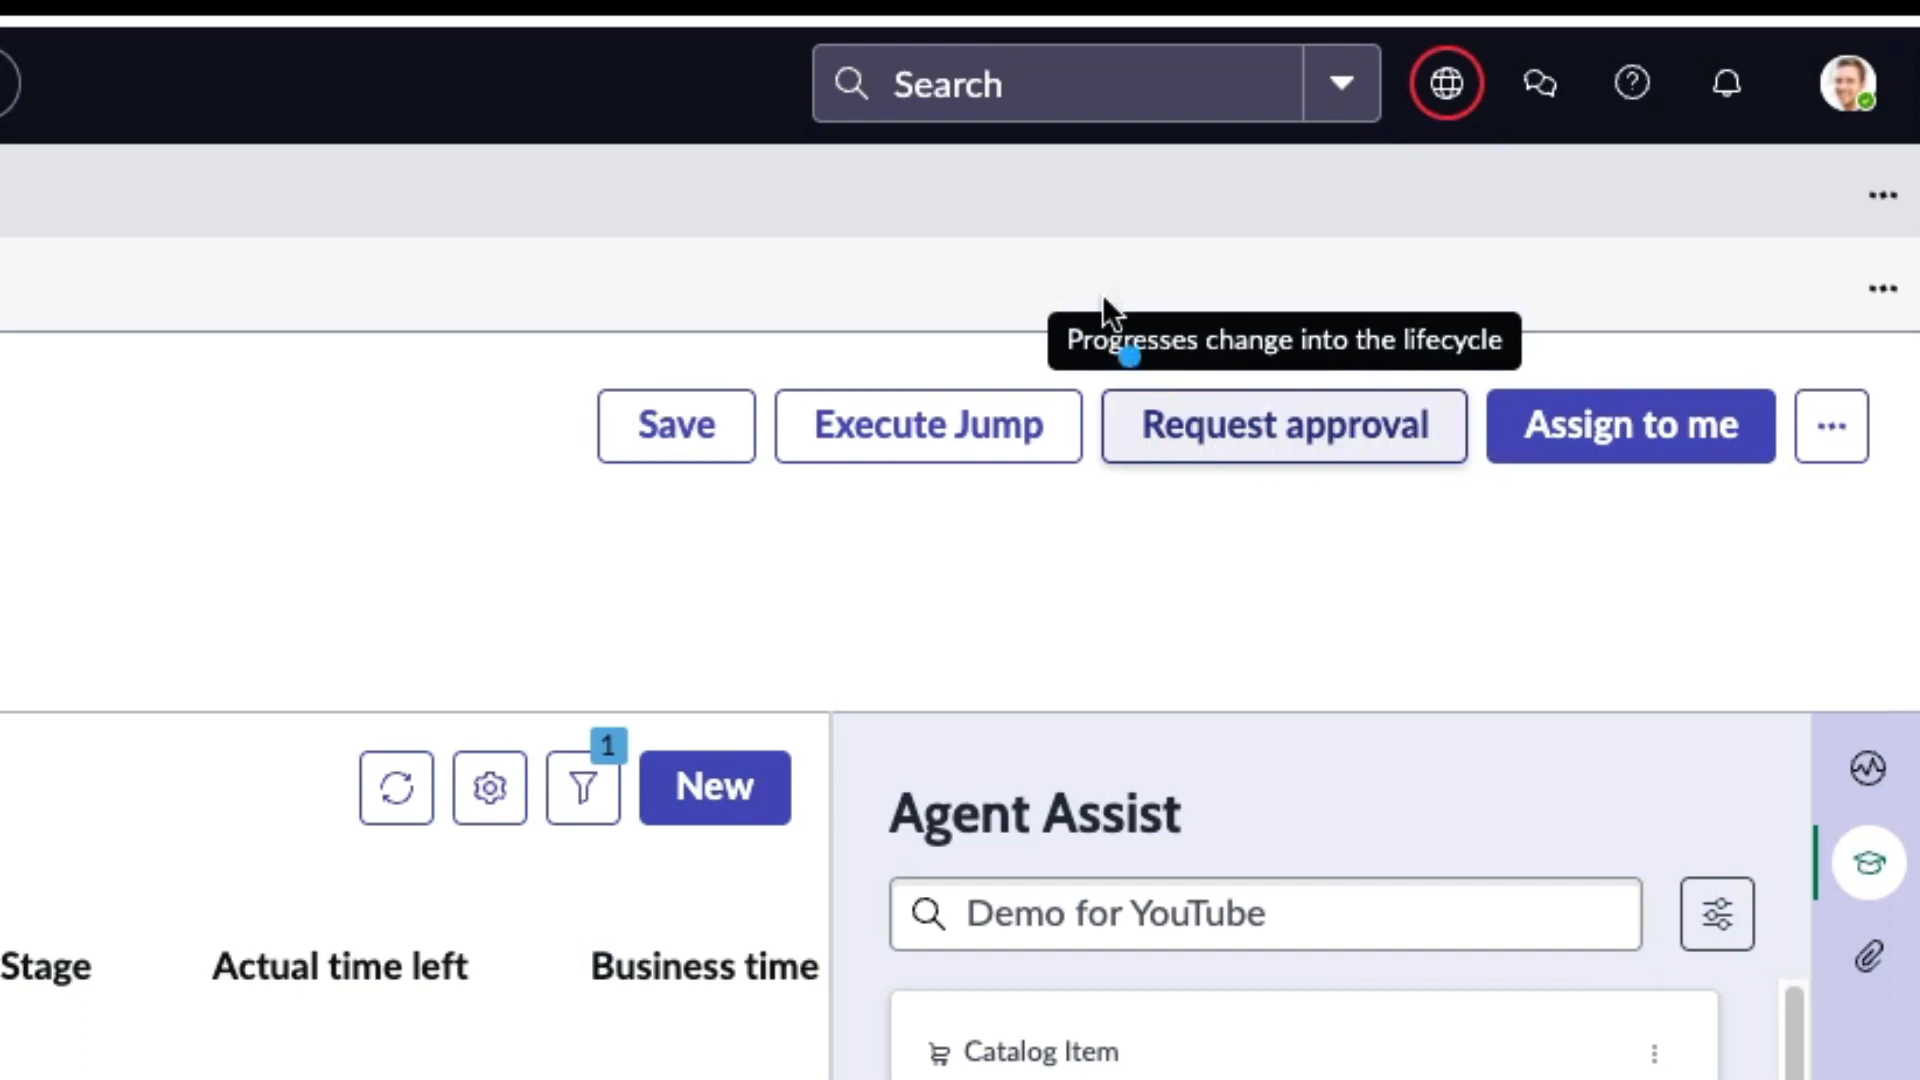 Search
Progresses change into the lifecycle
Save
Execute Jump
Request approval
Assign to me
1
New
Agent Assist
Demo for YouTube
Stage
Actual time left
Business time
Catalog Item